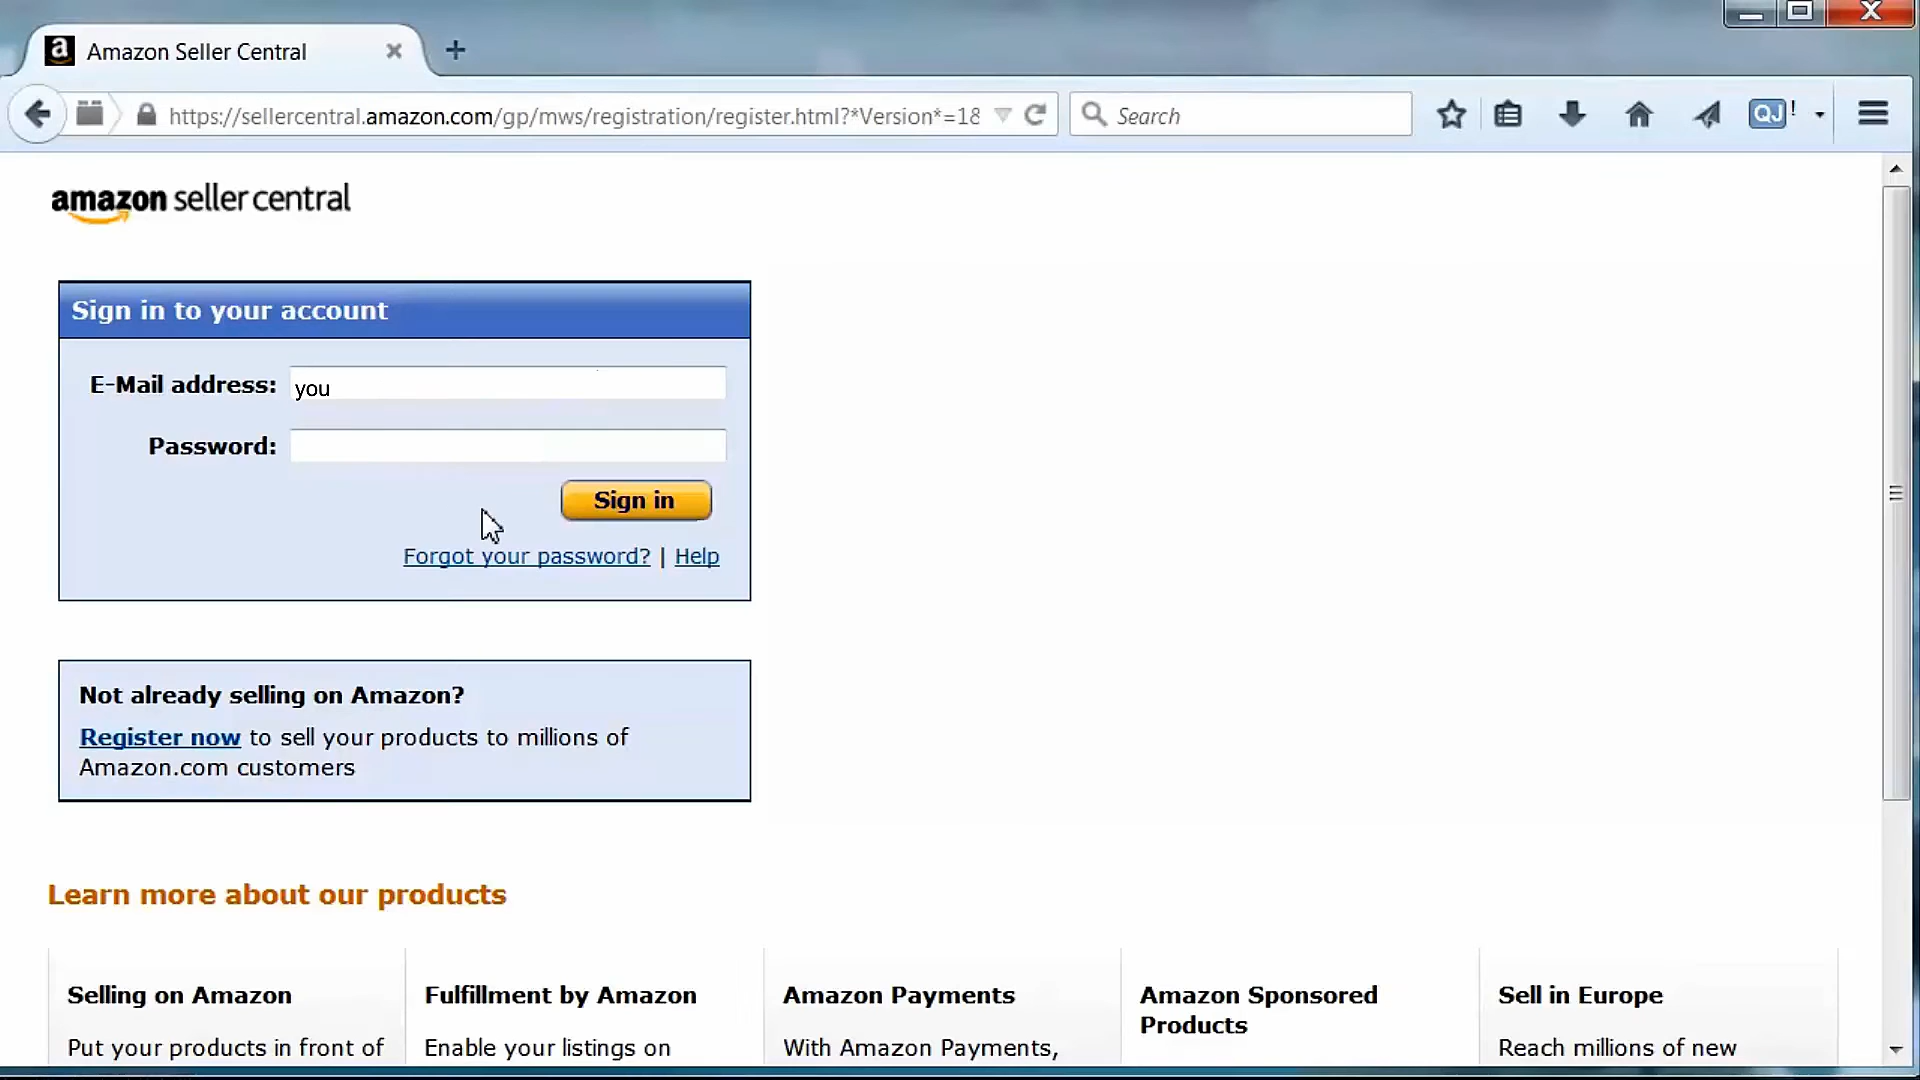 Amazon Seller Central
https://sellercentral.amazon.com/gp/mws/registration/register.html?*Version*=18
Search
QJ !
amazon seller central
Sign in to your account
E-Mail address: you
Password:
Sign in
Forgot your password? | Help
Not already selling on Amazon?
Register now to sell your products to millions of
Amazon.com customers
Learn more about our products
Selling on Amazon
Put your products in front of
Fulfillment by Amazon
Enable your listings on
Amazon Payments
With Amazon Payments,
Amazon Sponsored
Products
Sell in Europe
Reach millions of new